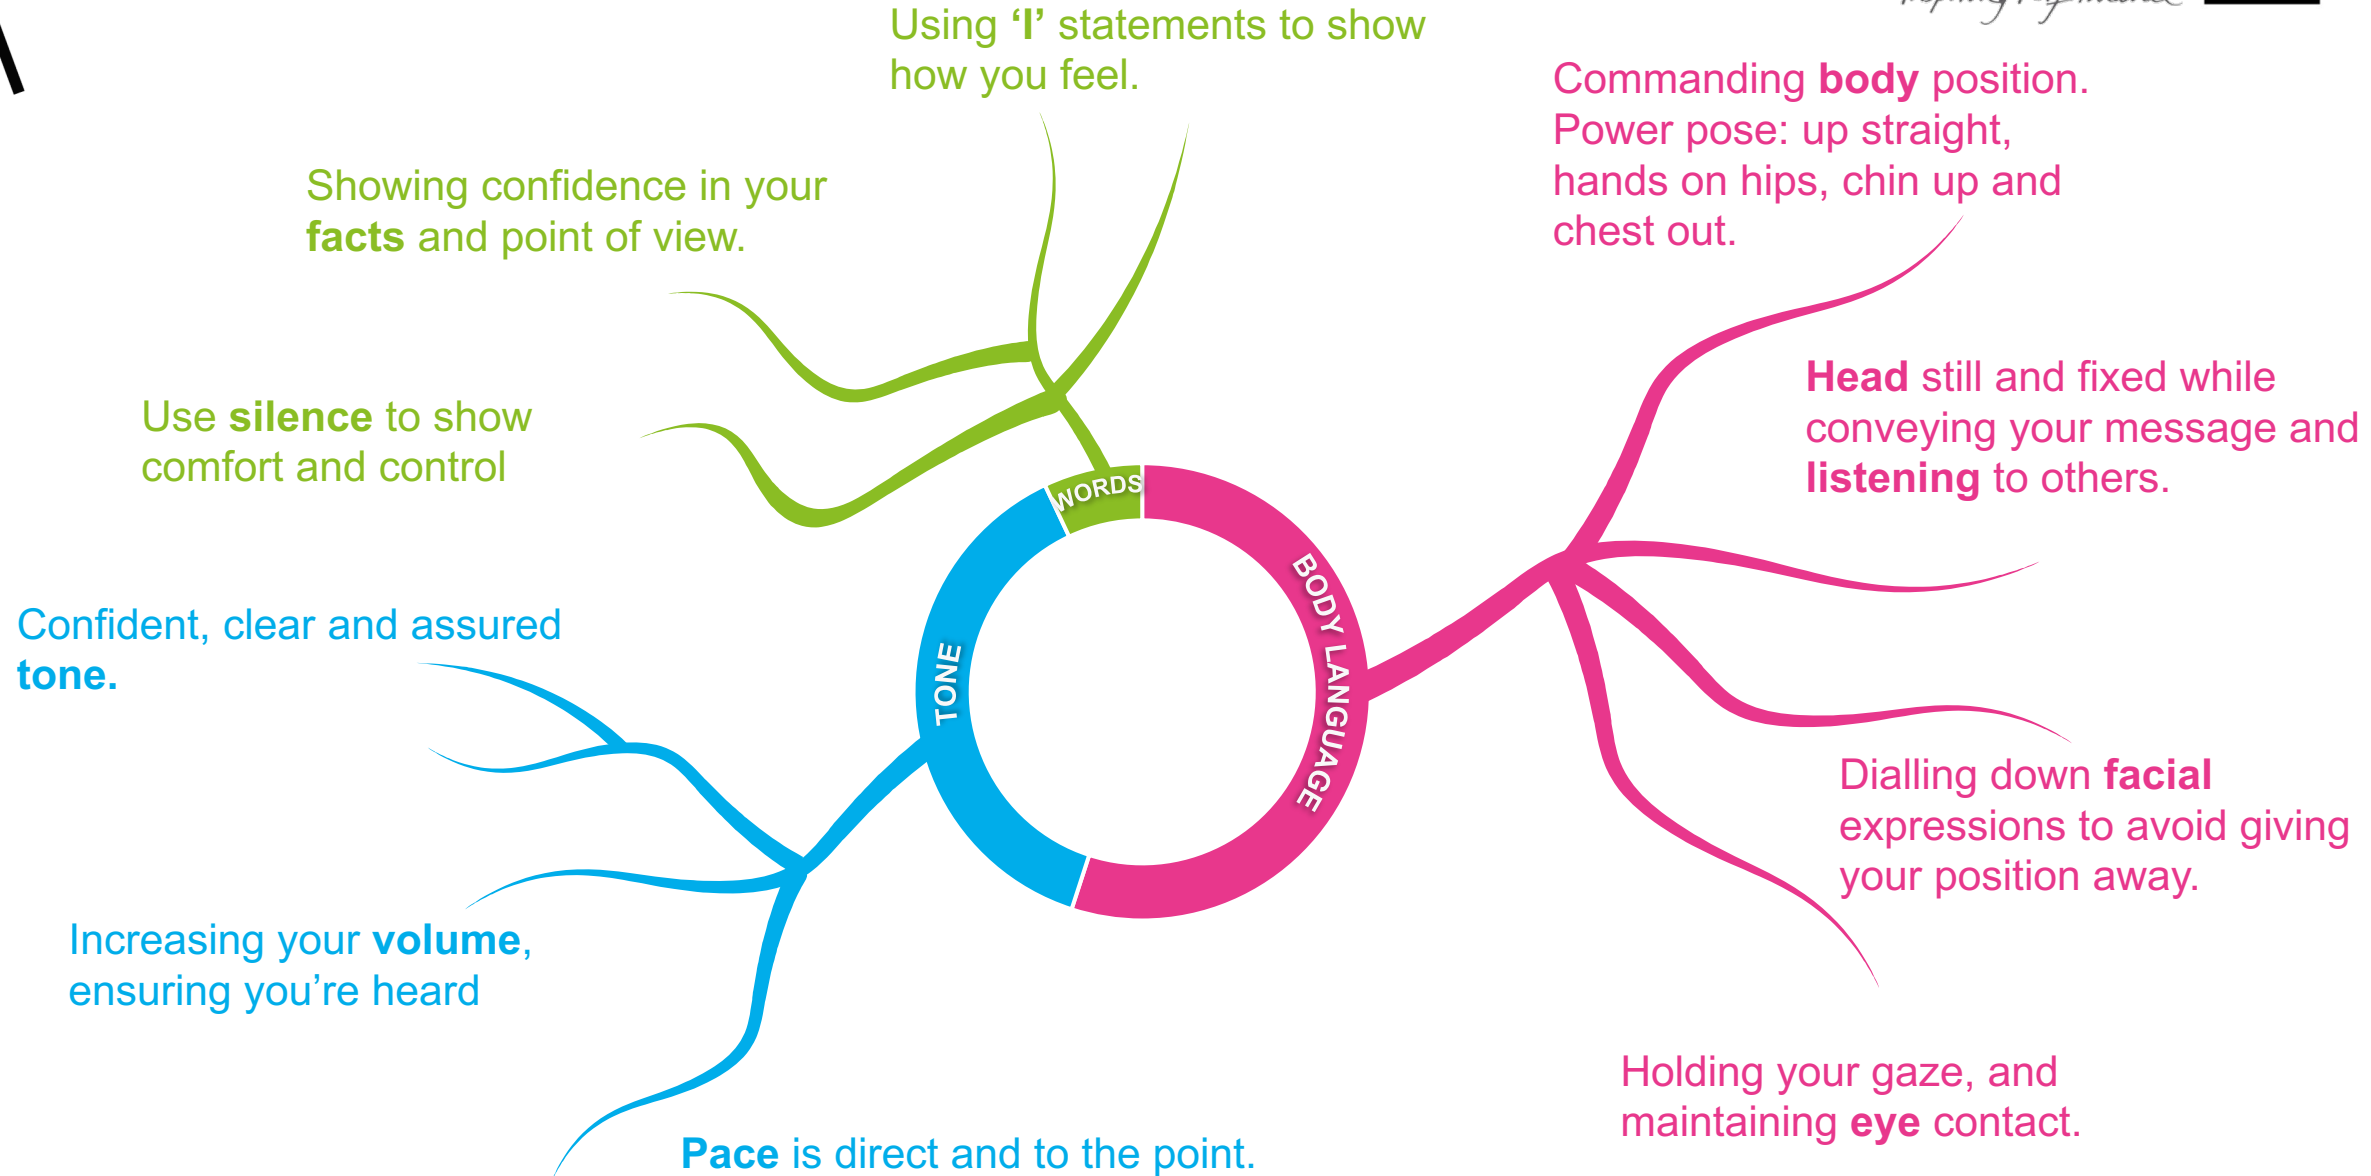 Using ‘I’ statements to show
how you feel.
Commanding body position.
Power pose: up straight,
hands on hips, chin up and
chest out.
Showing confidence in your
facts and point of view.
Head still and fixed while
conveying your message and
listening to others.
Use silence to show
comfort and control
WORDS
BODY LANGUAGE
TONE
Confident, clear and assured
tone.
Dialling down facial
expressions to avoid giving
your position away.
Increasing your volume,
ensuring you’re heard
Holding your gaze, and
maintaining eye contact.
Pace is direct and to the point.